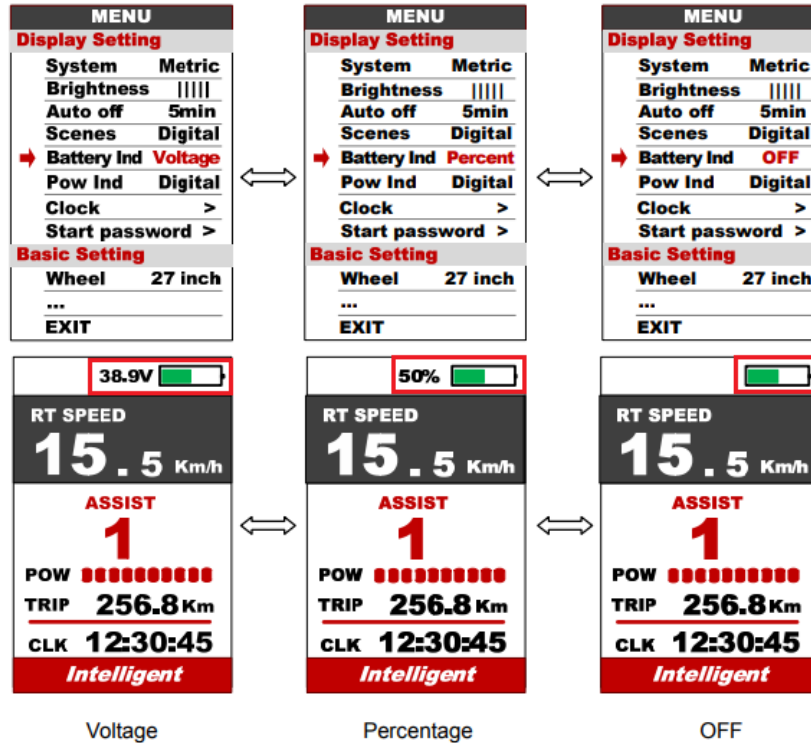 MENU
Display Setting
System Metric
Brightness |||||
Auto off 5min
Scenes Digital
Battery Ind Voltage
Pow Ind Digital
Clock >
Start password >
Basic Setting
Wheel 27 inch
...
EXIT
MENU
Display Setting
System Metric
Brightness |||||
Auto off 5min
Scenes Digital
Battery Ind Percent
Pow Ind Digital
Clock >
Start password >
Basic Setting
Wheel 27 inch
...
EXIT
MENU
Display Setting
System Metric
Brightness |||||
Auto off 5min
Scenes Digital
Battery Ind OFF
Pow Ind Digital
Clock >
Start password >
Basic Setting
Wheel 27 inch
...
EXIT
38.9V
RT SPEED
15.5 Km/h
ASSIST
1
POW
TRIP 256.8 Km
CLK 12:30:45
Intelligent
Voltage
50%
RT SPEED
15.5 Km/h
ASSIST
1
POW
TRIP 256.8 Km
CLK 12:30:45
Intelligent
Percentage
RT SPEED
15.5 Km/h
ASSIST
1
POW
TRIP 256.8 Km
CLK 12:30:45
Intelligent
OFF